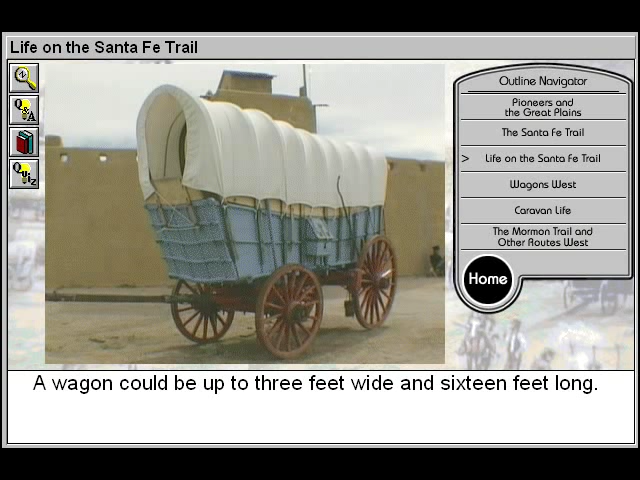 Life on the Santa Fe Trail
Outline Navigator
Pioneers and
the Great Plains
The Santa Fe Trail
> Life on the Santa Fe Trail
Wagons West
Caravan Life
The Mormon Trail and
Other Routes West
Home
Q&A
Quiz
A wagon could be up to three feet wide and sixteen feet long.